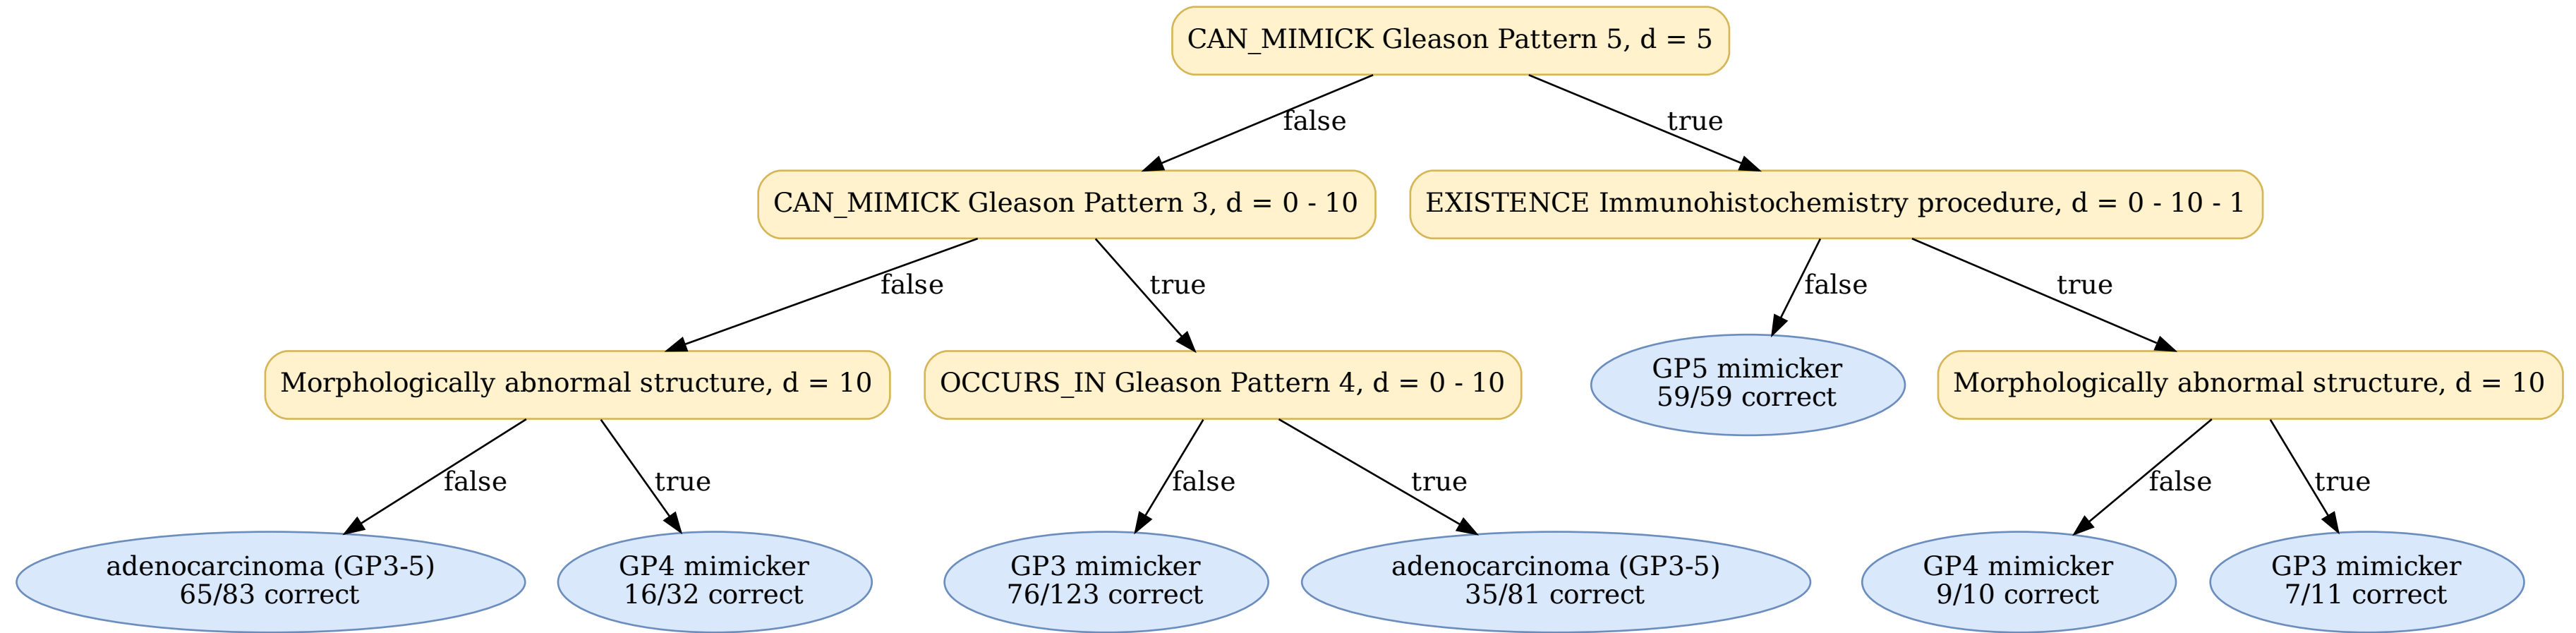 CAN_MIMICK Gleason Pattern 5, d = 5
false
true
CAN_MIMICK Gleason Pattern 3, d = 0 - 10
EXISTENCE Immunohistochemistry procedure, d = 0 - 10 - 1
false
true
false
true
Morphologically abnormal structure, d = 10
OCCURS_IN Gleason Pattern 4, d = 0 - 10
GP5 mimicker
59/59 correct
Morphologically abnormal structure, d = 10
false
true
false
true
false
true
adenocarcinoma (GP3-5)
65/83 correct
GP4 mimicker
16/32 correct
GP3 mimicker
76/123 correct
adenocarcinoma (GP3-5)
35/81 correct
GP4 mimicker
9/10 correct
GP3 mimicker
7/11 correct